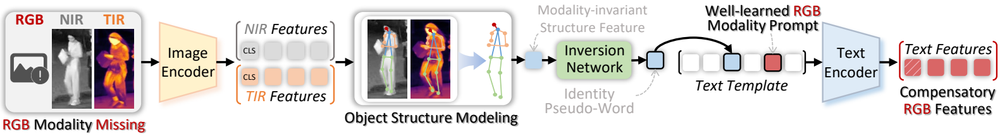 RGB NIR TIR
!
RGB Modality Missing
Image
Encoder
NIR Features
CLS
CLS
TIR Features
Object Structure Modeling
Modality-invariant
Structure Feature
Inversion
Network
Identity
Pseudo-Word
Well-learned RGB
Modality Prompt
Text Template
Text
Encoder
Text Features
Compensatory
RGB Features